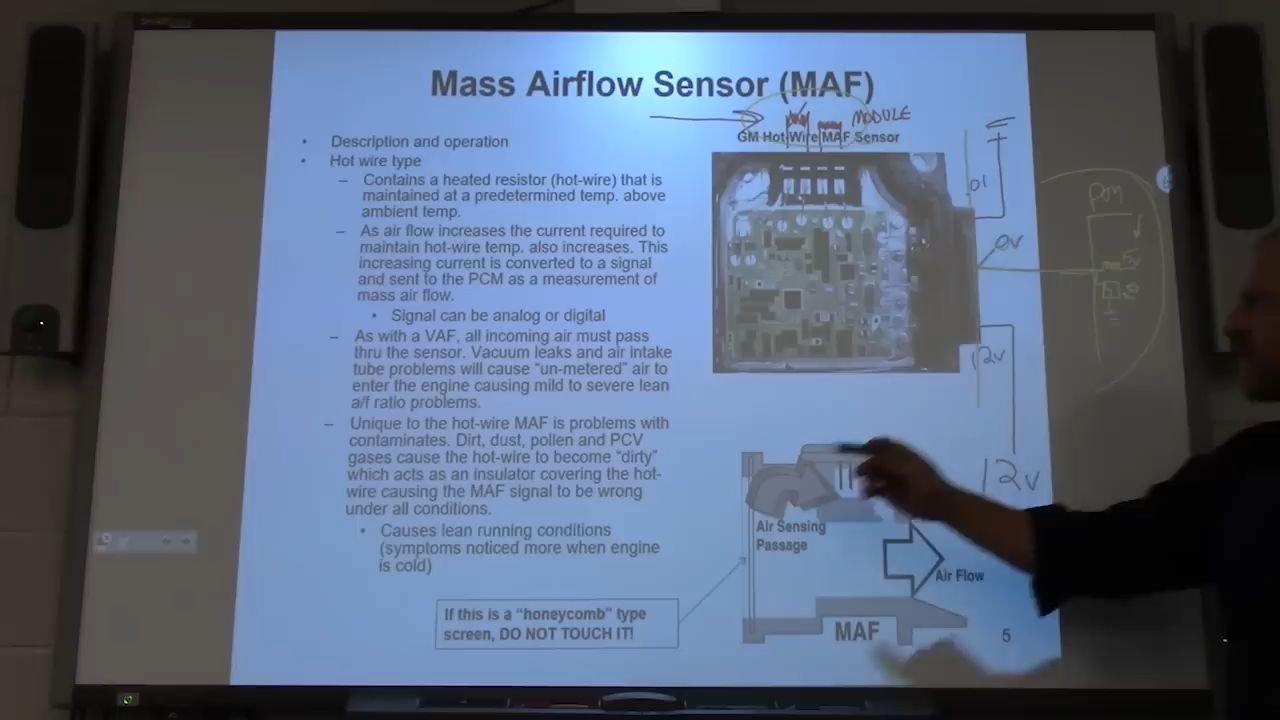 Mass Airflow Sensor (MAF)
• Description and operation
• Hot wire type
– Contains a heated resistor (hot-wire) that is
maintained at a predetermined temp. above
ambient temp.
– As air flow increases the current required to
maintain hot-wire temp. also increases. This
increasing current is converted to a signal
and sent to the PCM as a measurement of
mass air flow.
• Signal can be analog or digital
– As with a VAF, all incoming air must pass
thru the sensor. Vacuum leaks and air intake
tube problems will cause "un-metered" air to
enter the engine causing mild to severe lean
a/f ratio problems.
– Unique to the hot-wire MAF is problems with
contaminates. Dirt, dust, pollen and PCV
gases cause the hot-wire to become "dirty"
which acts as an insulator covering the hot-
wire causing the MAF signal to be wrong
under all conditions.
• Causes lean running conditions
(symptoms noticed more when engine
is cold)
If this is a "honeycomb" type
screen, DO NOT TOUCH IT!
MODULE
GM Hot-Wire MAF Sensor
0V
PCM
5v
12v
12v
Air Sensing
Passage
Air Flow
MAF
5